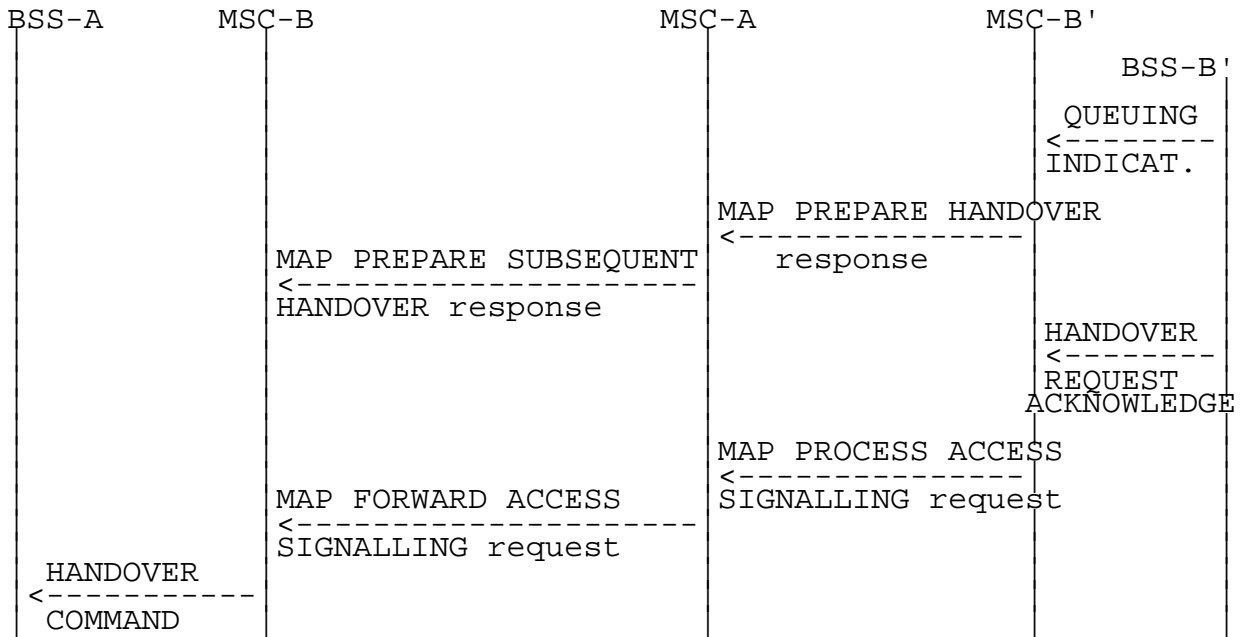 BSS-A MSC-B MSC-A MSC-B'
BSS-B'
QUEUING
INDICAT.
MAP PREPARE HANDOVER
response
MAP PREPARE SUBSEQUENT
HANDOVER response
HANDOVER
REQUEST
ACKNOWLEDGE
MAP PROCESS ACCESS
SIGNALLING request
MAP FORWARD ACCESS
SIGNALLING request
HANDOVER
COMMAND